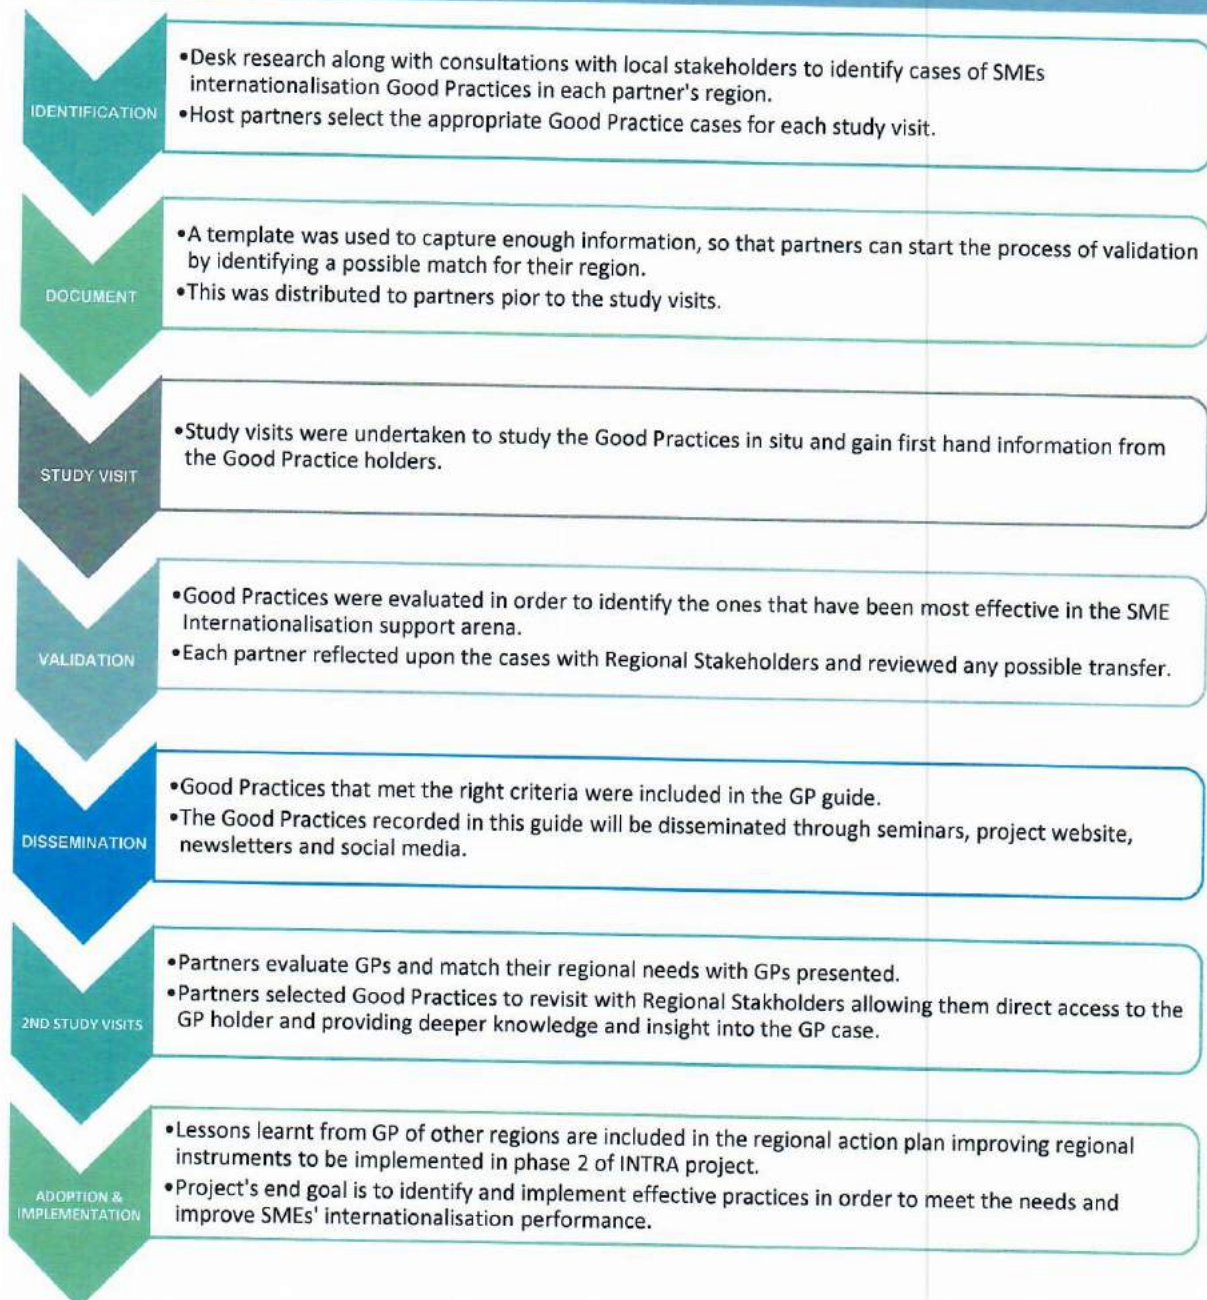 IDENTIFICATION
•Desk research along with consultations with local stakeholders to identify cases of SMEs
internationalisation Good Practices in each partner's region.
•Host partners select the appropriate Good Practice cases for each study visit.
DOCUMENT
•A template was used to capture enough information, so that partners can start the process of validation
by identifying a possible match for their region.
•This was distributed to partners pior to the study visits.
STUDY VISIT
•Study visits were undertaken to study the Good Practices in situ and gain first hand information from
the Good Practice holders.
VALIDATION
•Good Practices were evaluated in order to identify the ones that have been most effective in the SME
Internationalisation support arena.
•Each partner reflected upon the cases with Regional Stakeholders and reviewed any possible transfer.
DISSEMINATION
•Good Practices that met the right criteria were included in the GP guide.
•The Good Practices recorded in this guide will be disseminated through seminars, project website,
newsletters and social media.
2ND STUDY VISITS
•Partners evaluate GPs and match their regional needs with GPs presented.
•Partners selected Good Practices to revisit with Regional Stakholders allowing them direct access to the
GP holder and providing deeper knowledge and insight into the GP case.
ADOPTION &
IMPLEMENTATION
•Lessons learnt from GP of other regions are included in the regional action plan improving regional
instruments to be implemented in phase 2 of INTRA project.
•Project's end goal is to identify and implement effective practices in order to meet the needs and
improve SMEs' internationalisation performance.